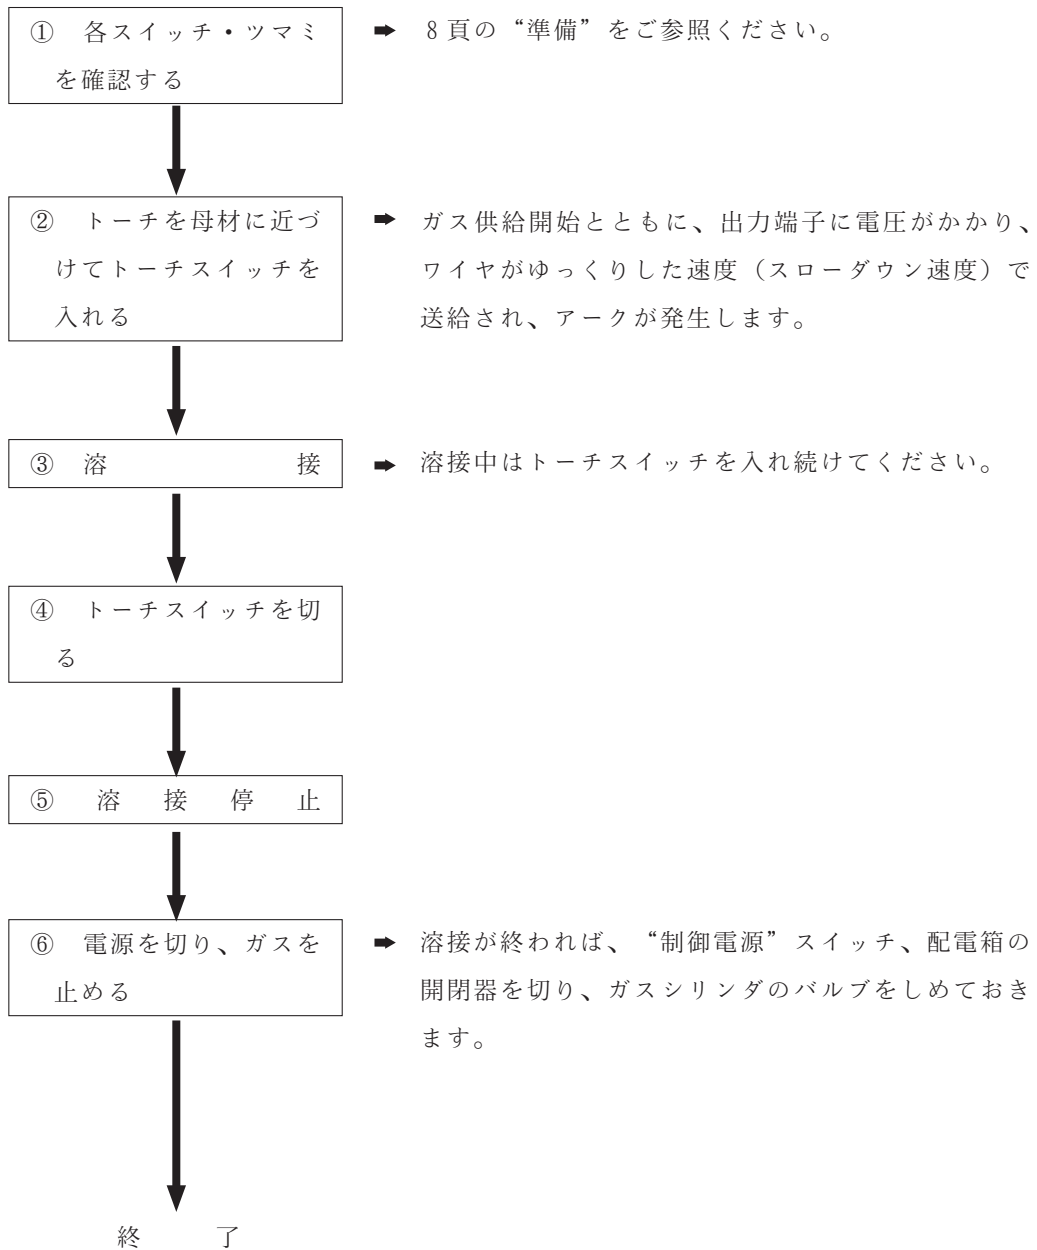 ① 各スイッチ・ツマミ
を確認する
➡ 8頁の“準備”をご参照ください。
② トーチを母材に近づ
けてトーチスイッチを
入れる
➡ ガス供給開始とともに、出力端子に電圧がかかり、
ワイヤがゆっくりした速度（スローダウン速度）で
送給され、アークが発生します。
③ 溶 接
➡ 溶接中はトーチスイッチを入れ続けてください。
④ トーチスイッチを切
る
⑤ 溶 接 停 止
⑥ 電源を切り、ガスを
止める
➡ 溶接が終われば、“制御電源”スイッチ、配電箱の
開閉器を切り、ガスシリンダのバルブをしめておき
ます。
終 了